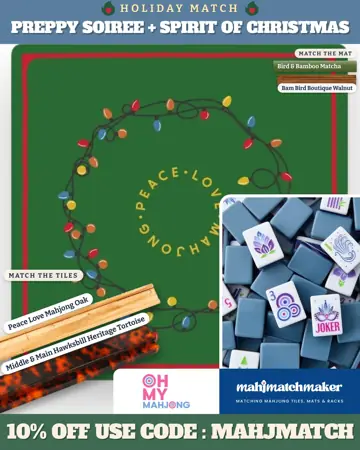 HOLIDAY MATCH
PREPPY SOIREE + SPIRIT OF CHRISTMAS
MATCH THE MAT
Bird & Bamboo Matcha
Bam Bird Boutique Walnut
·PEACE·LOVE
MAHJONG
MATCH THE TILES
Peace Love Mahjong Oak
Middle & Main Hawksbill Heritage Tortoise
5
JOKER
OH
MY
MAHJONG
mahjmatchmaker
MATCHING MAHJONG TILES, MATS & RACKS
10% OFF USE CODE : MAHJMATCH